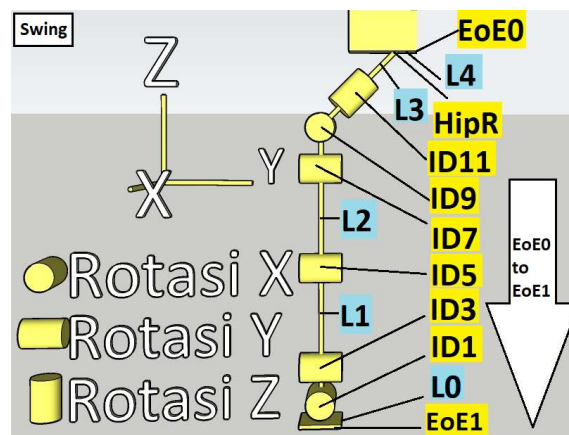 Swing
EoE0
Z
L4
L3
HipR
ID11
Y
ID9
X
ID7
L2
EoE0
to
EoE1
Rotasi X
ID5
ID3
L1
Rotasi Y
ID1
L0
Rotasi Z
EoE1